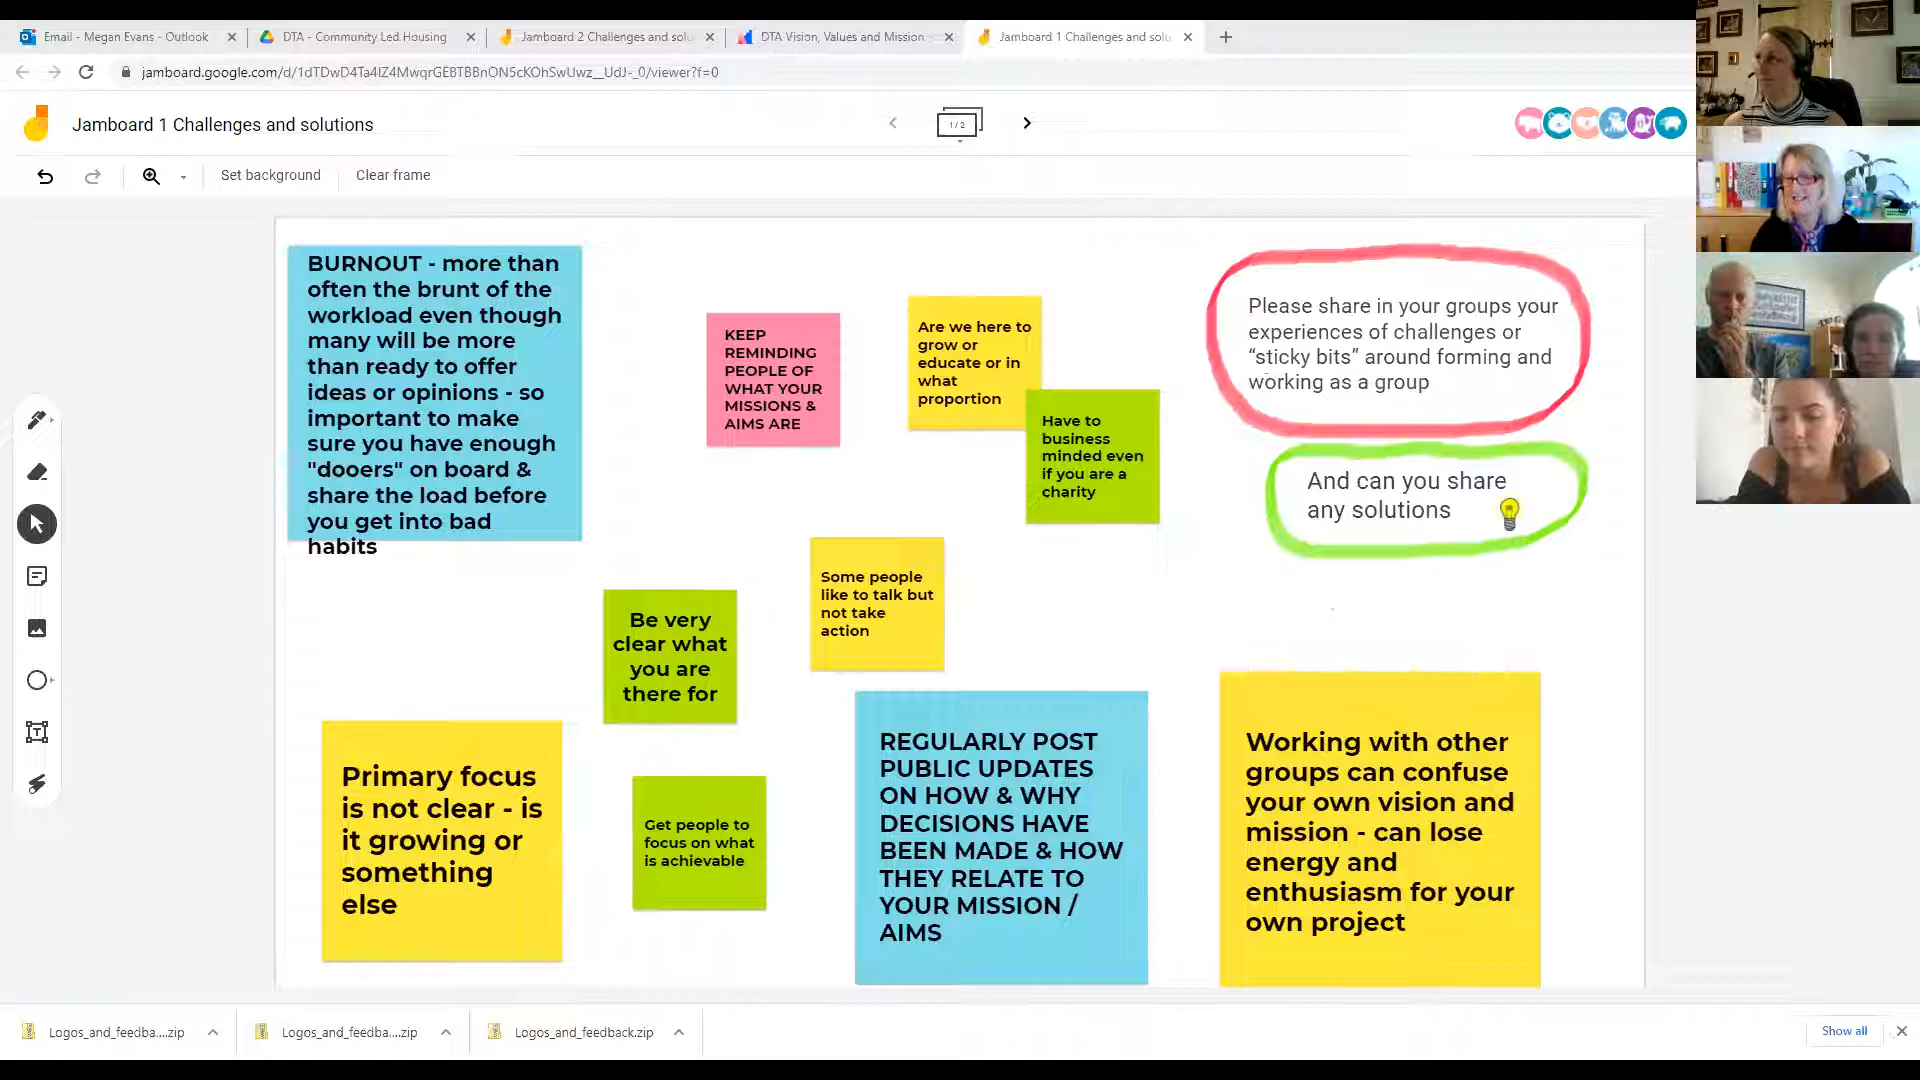 Email - Megan Evans - Outlook
DTA - Community Led Housing
Jamboard 2 Challenges and solu
DTA Vision, Values and Mission -
Jamboard 1 Challenges and solu
jamboard.google.com/d/1dTDwD4Ta4lZ4MwqrGEBTBBnON5cKOhSwUwz__UdJ-_0/viewer?f=0
Jamboard 1 Challenges and solutions
1 / 2
Set background
Clear frame
BURNOUT - more than
often the brunt of the
workload even though
many will be more
than ready to offer
ideas or opinions - so
important to make
sure you have enough
"dooers" on board &
share the load before
you get into bad
habits
KEEP
REMINDING
PEOPLE OF
WHAT YOUR
MISSIONS &
AIMS ARE
Are we here to
grow or
educate or in
what
proportion
Have to
business
minded even
if you are a
charity
Please share in your groups your
experiences of challenges or
“sticky bits” around forming and
working as a group
And can you share
any solutions
Some people
like to talk but
not take
action
Be very
clear what
you are
there for
Primary focus
is not clear - is
it growing or
something
else
Get people to
focus on what
is achievable
REGULARLY POST
PUBLIC UPDATES
ON HOW & WHY
DECISIONS HAVE
BEEN MADE & HOW
THEY RELATE TO
YOUR MISSION /
AIMS
Working with other
groups can confuse
your own vision and
mission - can lose
energy and
enthusiasm for your
own project
Logos_and_feedba....zip
Logos_and_feedba....zip
Logos_and_feedback.zip
Show all